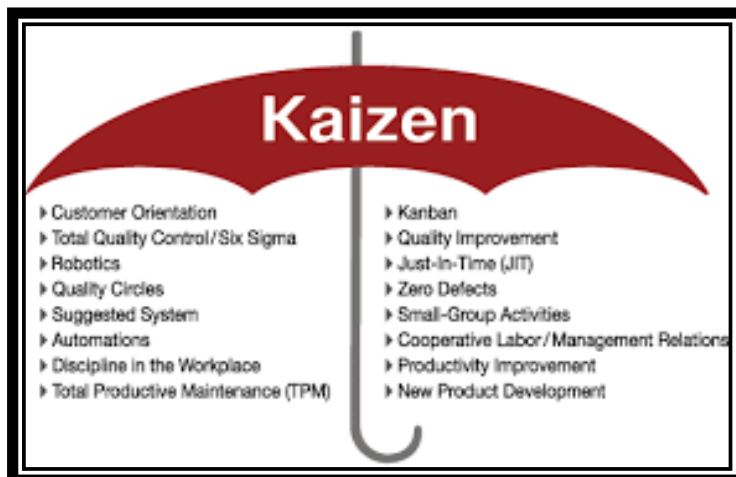 Kaizen
Customer Orientation
Total Quality Control/Six Sigma
Robotics
Quality Circles
Suggested System
Automations
Discipline in the Workplace
Total Productive Maintenance (TPM)
Kanban
Quality Improvement
Just-In-Time (JIT)
Zero Defects
Small-Group Activities
Cooperative Labor/Management Relations
Productivity Improvement
New Product Development